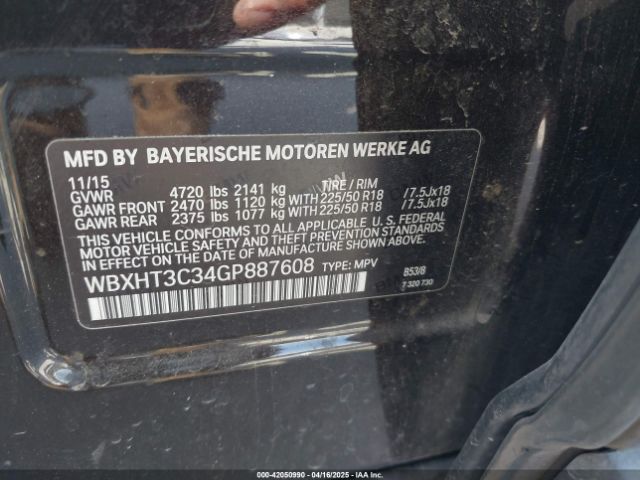 MFD BY BAYERISCHE MOTOREN WERKE AG
11/15 TIRE / RIM
GVWR 4720 lbs 2141 kg
GAWR FRONT 2470 lbs 1120 kg WITH 225/50 R18 /7.5Jx18
GAWR REAR 2375 lbs 1077 kg WITH 225/50 R18 /7.5Jx18
THIS VEHICLE CONFORMS TO ALL APPLICABLE U. S. FEDERAL
MOTOR VEHICLE SAFETY AND THEFT PREVENTION STANDARDS
IN EFFECT ON THE DATE OF MANUFACTURE SHOWN ABOVE.
WBXHT3C34GP887608 TYPE: MPV B53/8
7 320 730
000-42050990 - 04/16/2025 - IAA, Inc.